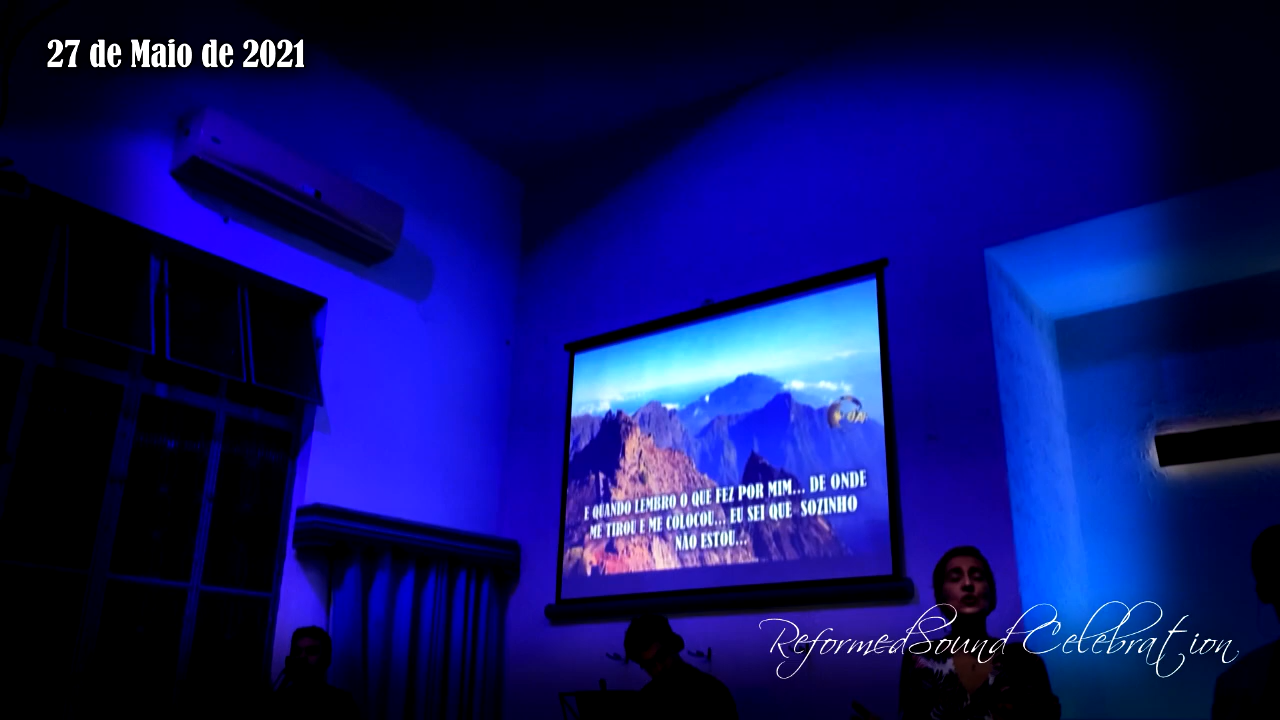 27 de Maio de 2021
E QUANDO LEMBRO O QUE FEZ POR MIM... DE ONDE
ME TIROU E ME COLOCOU... EU SEI QUE SOZINHO
NÃO ESTOU...
ReformedSound Celebration